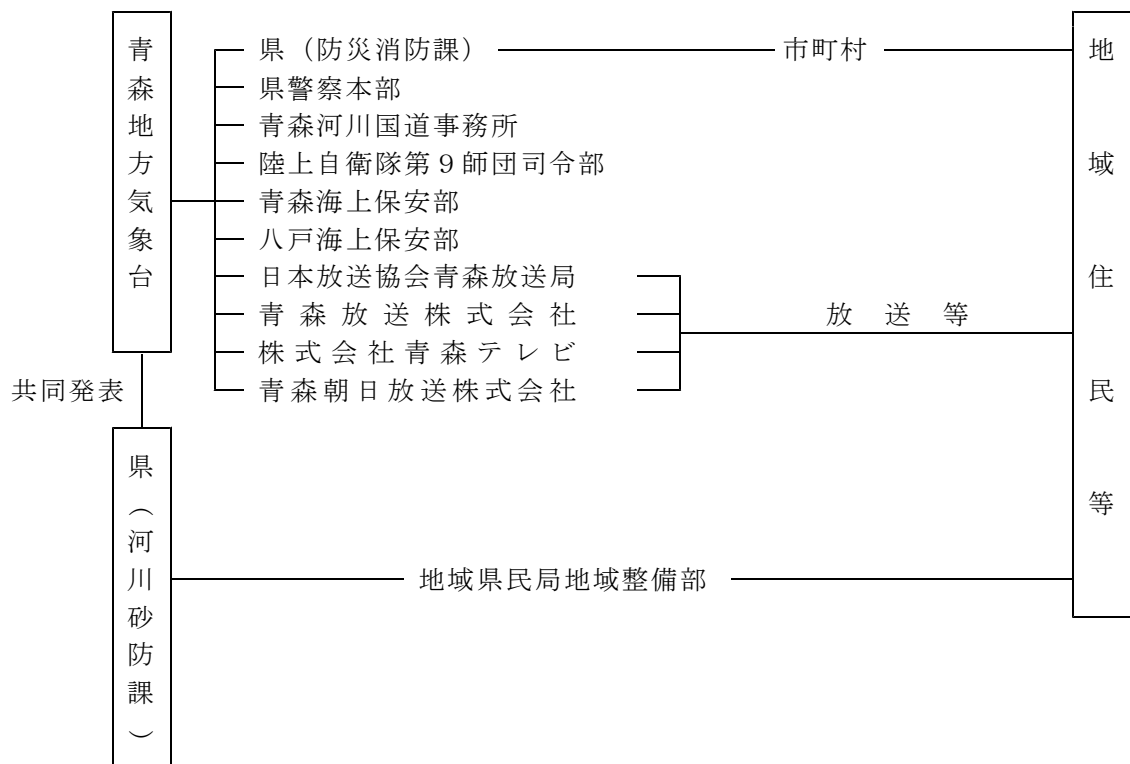 青森地方気象台
県（防災消防課）
市町村
県警察本部
青森河川国道事務所
陸上自衛隊第９師団司令部
青森海上保安部
八戸海上保安部
日本放送協会青森放送局
青森放送株式会社
放送等
株式会社青森テレビ
青森朝日放送株式会社
共同発表
県（河川砂防課）
地域県民局地域整備部
地域住民等